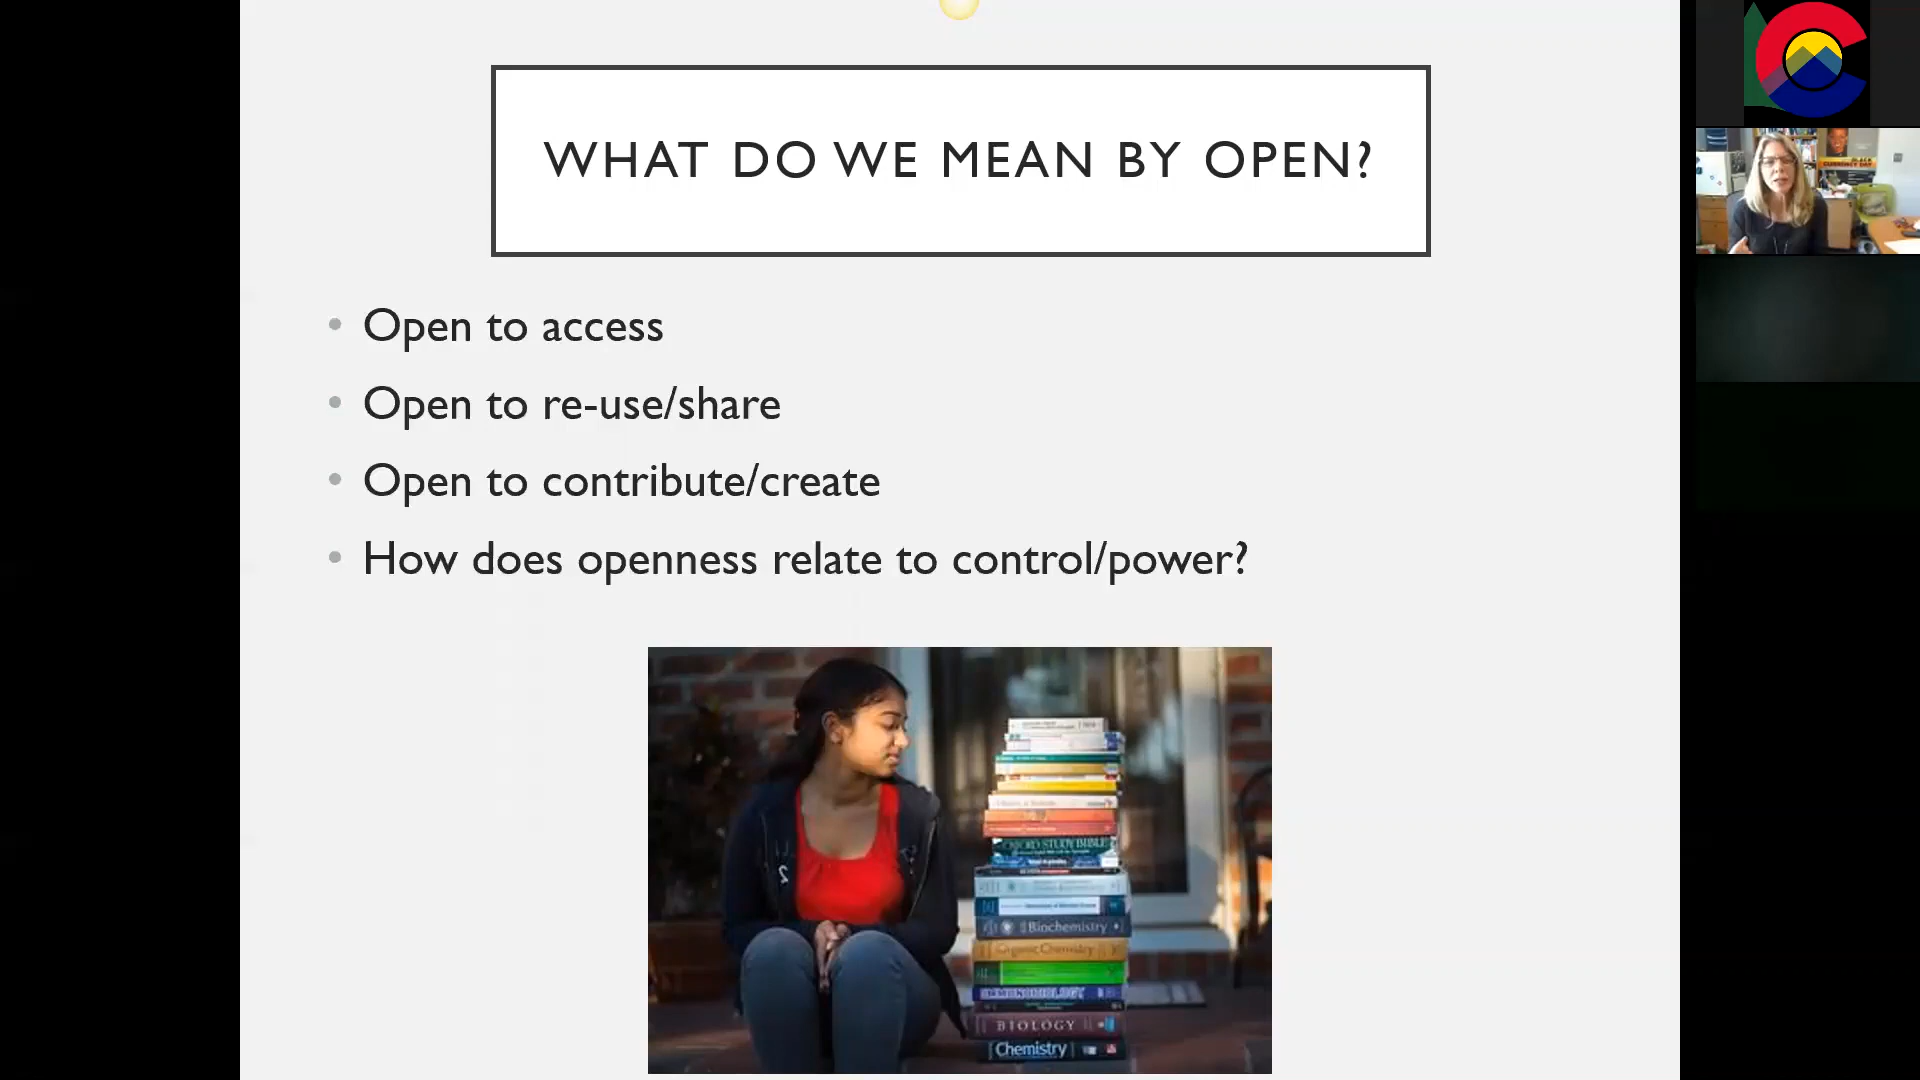 WHAT DO WE MEAN BY OPEN?
Open to access
Open to re-use/share
Open to contribute/create
How does openness relate to control/power?
OXFORD STUDY BIBLE
Biochemistry
Organic Chemistry
IMMUNOBIOLOGY
BIOLOGY
Chemistry